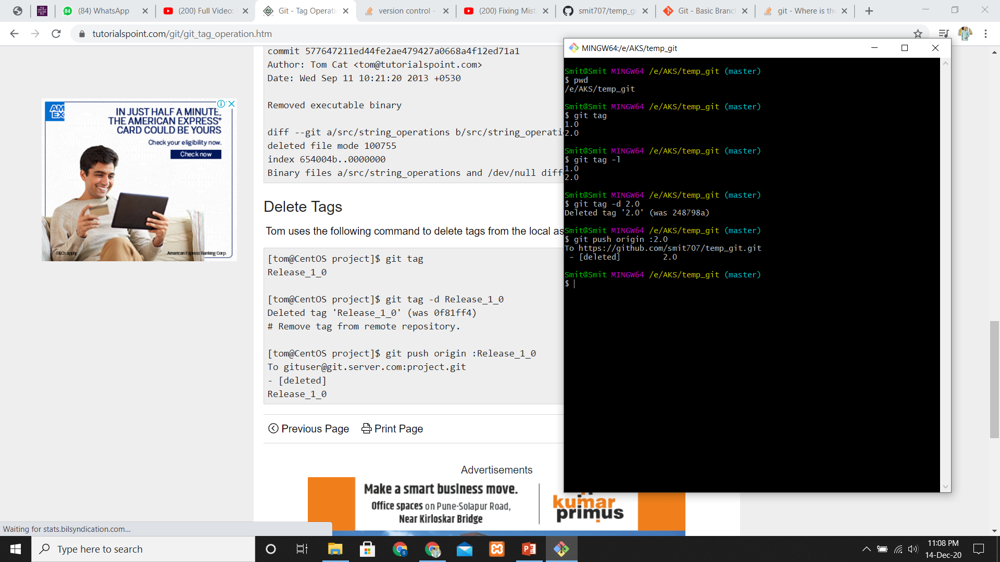 (84) WhatsApp
(200) Full Video:
Git - Tag Operati
version control -
(200) Fixing Mist
smit707/temp_gi
Git - Basic Branc
git - Where is the
tutorialspoint.com/git/git_tag_operation.htm
commit 577647211ed44fe2ae479427a0668a4f12ed71a1
Author: Tom Cat <tom@tutorialspoint.com>
Date: Wed Sep 11 10:21:20 2013 +0530
Removed executable binary
diff --git a/src/string_operations b/src/string_operati
deleted file mode 100755
index 654004b..0000000
Binary files a/src/string_operations and /dev/null diff
Delete Tags
Tom uses the following command to delete tags from the local as
[tom@CentOS project]$ git tag
Release_1_0
[tom@CentOS project]$ git tag -d Release_1_0
Deleted tag 'Release_1_0' (was 0f81ff4)
# Remove tag from remote repository.
[tom@CentOS project]$ git push origin :Release_1_0
To gituser@git.server.com:project.git
- [deleted]
Release_1_0
Previous Page
Print Page
Advertisements
Make a smart business move.
Office spaces on Pune-Solapur Road,
Near Kirloskar Bridge
kumar
primus
AM
EX
IN JUST HALF A MINUTE,
THE AMERICAN EXPRESS®
CARD COULD BE YOURS
Check your eligibility now.
Check now
T&Cs apply.
American Express Banking Corp.
MINGW64:/e/AKS/temp_git
Smit@Smit MINGW64 /e/AKS/temp_git (master)
$ pwd
/e/AKS/temp_git
Smit@Smit MINGW64 /e/AKS/temp_git (master)
$ git tag
1.0
2.0
Smit@Smit MINGW64 /e/AKS/temp_git (master)
$ git tag -l
1.0
2.0
Smit@Smit MINGW64 /e/AKS/temp_git (master)
$ git tag -d 2.0
Deleted tag '2.0' (was 248798a)
Smit@Smit MINGW64 /e/AKS/temp_git (master)
$ git push origin :2.0
To https://github.com/smit707/temp_git.git
- [deleted] 2.0
Smit@Smit MINGW64 /e/AKS/temp_git (master)
$
Waiting for stats.bilsyndication.com...
Type here to search
11:08 PM
14-Dec-20